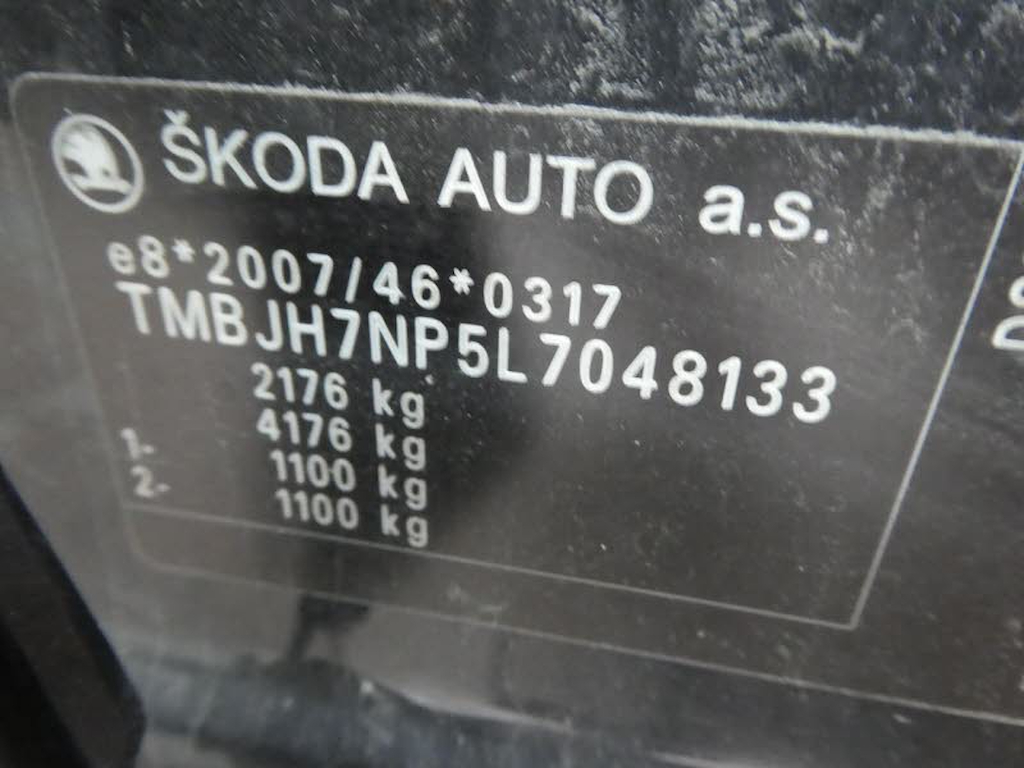 ŠKODA AUTO a.s.
e8*2007/46*0317
TMBJH7NP5L7048133
2176 kg
4176 kg
1- 1100 kg
2- 1100 kg